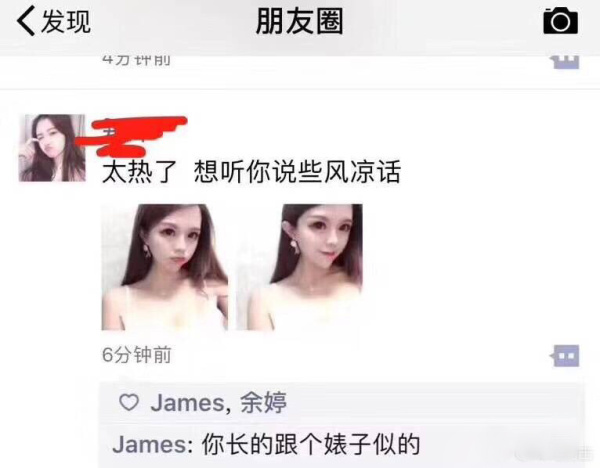 发现
朋友圈
4分钟前
太热了 想听你说些风凉话
6分钟前
James, 余婷
James: 你长的跟个婊子似的